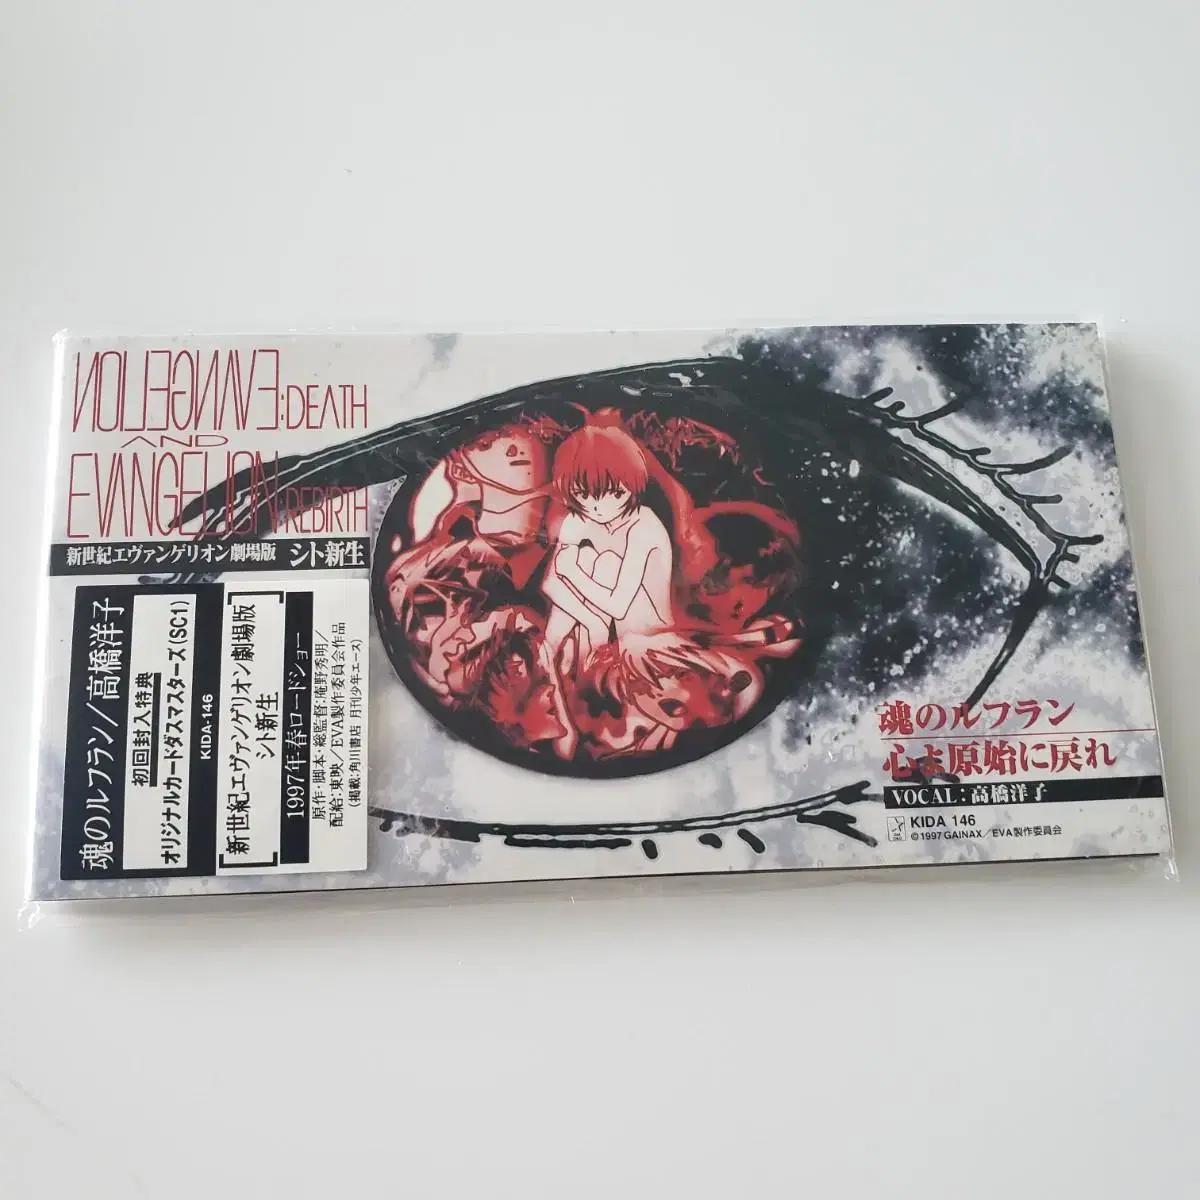 EVANGELION:DEATH
AND
EVANGELION:REBIRTH
新世紀エヴァンゲリオン劇場版 シト新生
魂のルフラン／高橋洋子
初回封入特典
オリジナルカードダスマスターズ(SC1)
KIDA-146
[新世紀エヴァンゲリオン劇場版
シト新生]
1997年・春ロードショー
原作・脚本・総監督:庵野秀明／
配給:東映／EVA製作委員会作品
(掲載:角川書店 月刊少年エース)
魂のルフラン
心よ原始に戻れ
VOCAL:高橋洋子
KIDA 146
©1997 GAINAX／EVA製作委員会